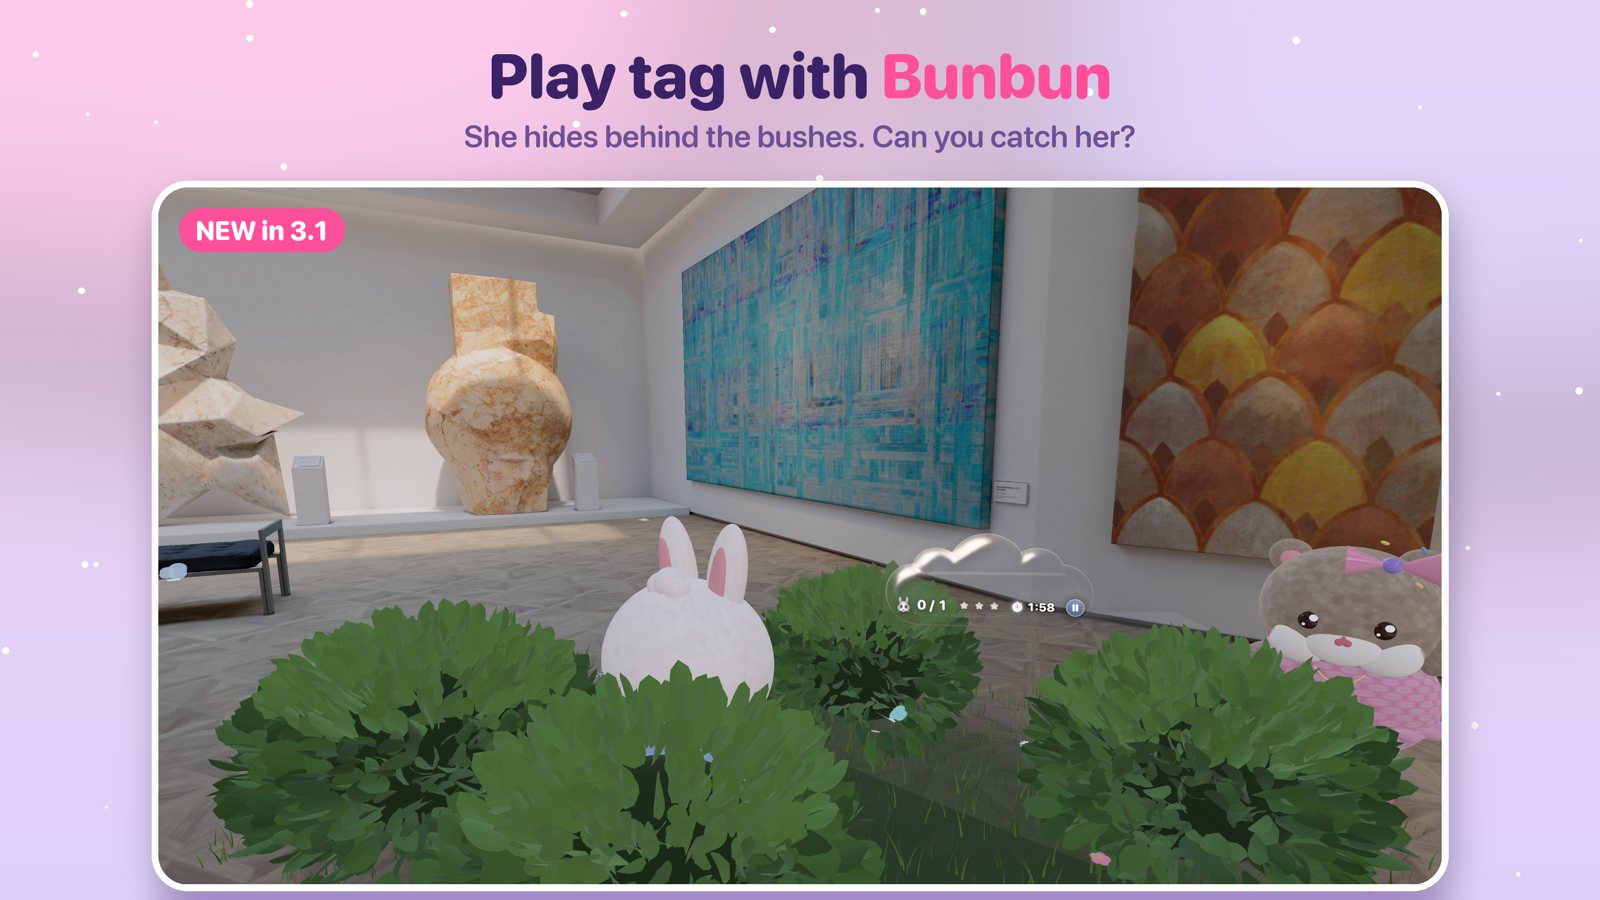 Play tag with Bunbun
She hides behind the bushes. Can you catch her?
NEW in 3.1
0 / 1
1:58